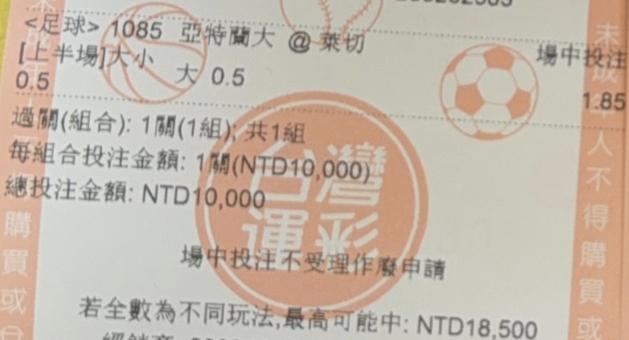 <足球> 1085 亞特蘭大 @ 萊切
[上半場]大小 場中投注
0.5 大 0.5 1.85
過關(組合): 1關(1組); 共1組
每組合投注金額: 1關(NTD10,000)
總投注金額: NTD10,000
台灣
運彩
場中投注不受理作廢申請
若全數為不同玩法,最高可能中: NTD18,500
購買或
人不得購買或